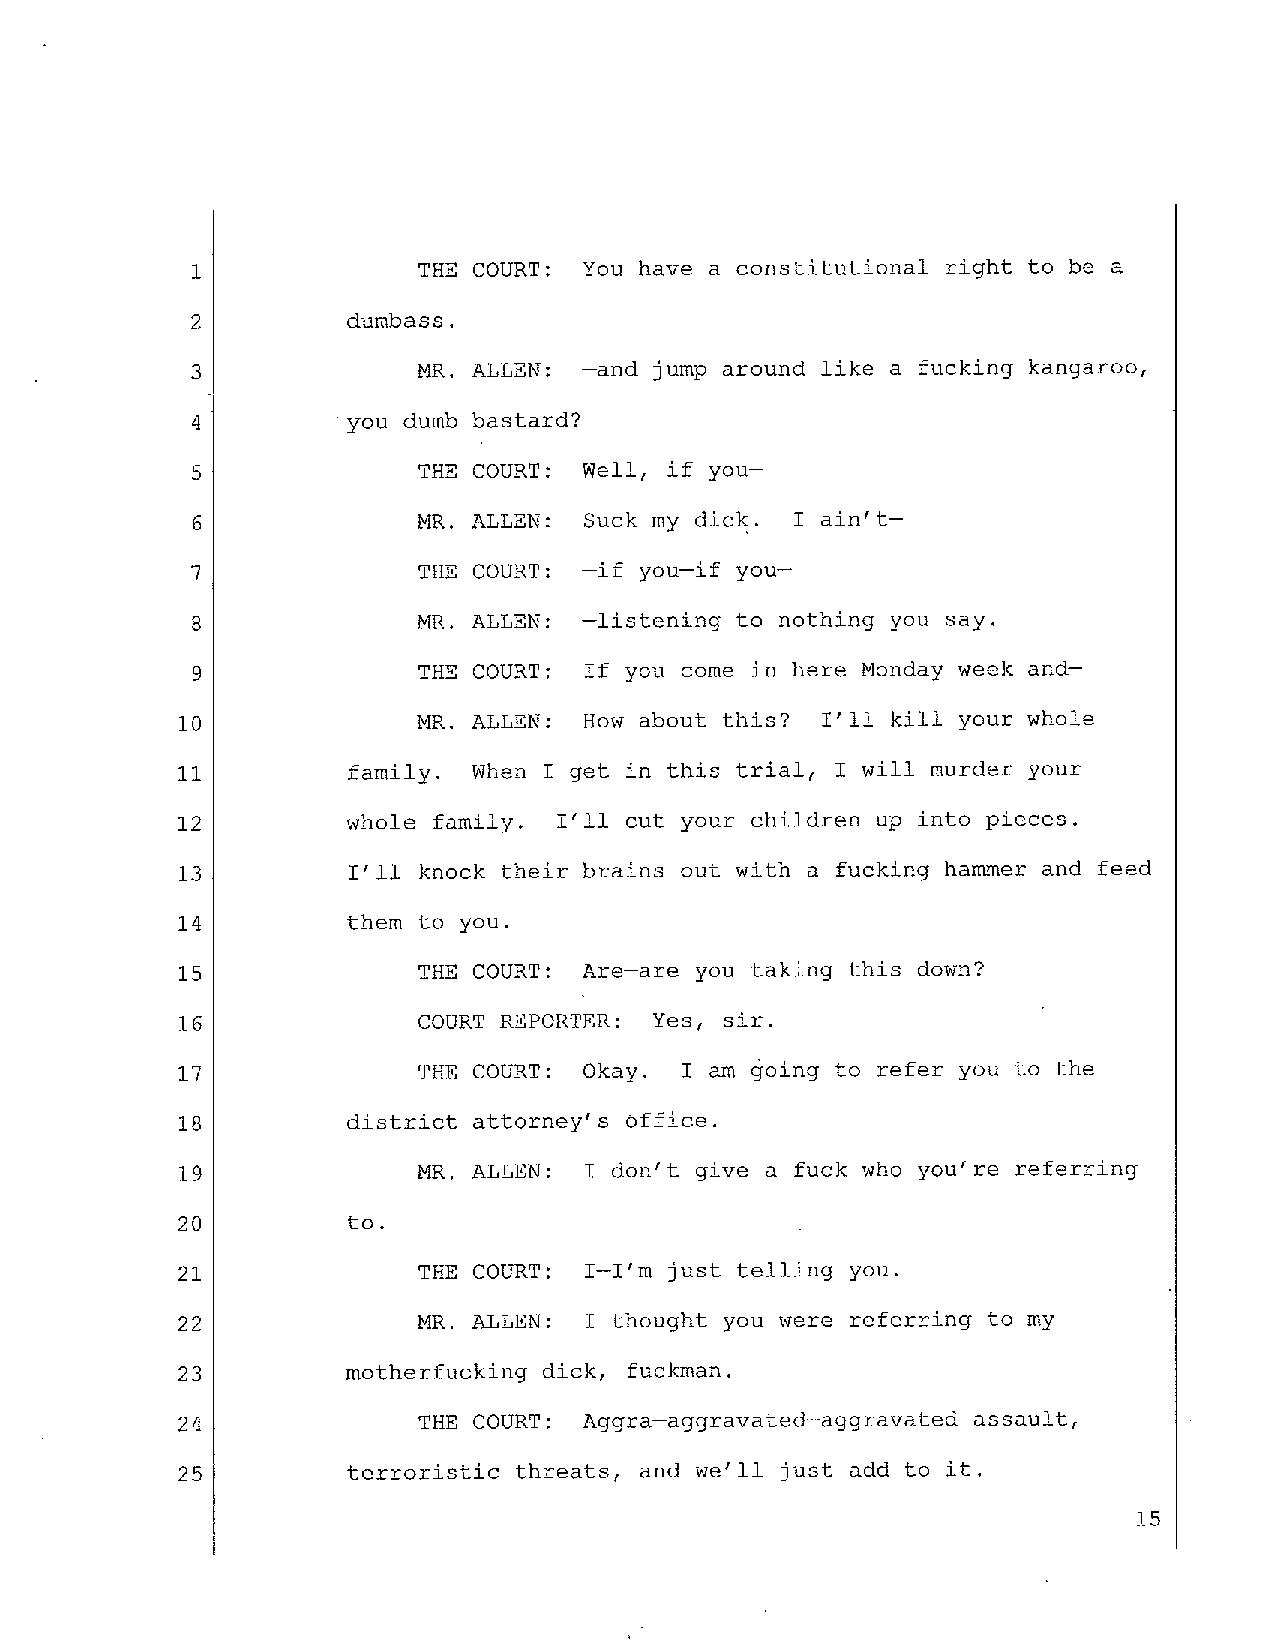 1 THE COURT: You have a constitutional right to be a
2 dumbass.
3 MR. ALLEN: —and jump around like a fucking kangaroo,
4 you dumb bastard?
5 THE COURT: Well, if you—
6 MR. ALLEN: Suck my dick. I ain't—
7 THE COURT: —if you—if you—
8 MR. ALLEN: —listening to nothing you say.
9 THE COURT: If you come in here Monday week and—
10 MR. ALLEN: How about this? I'll kill your whole
11 family. When I get in this trial, I will murder your
12 whole family. I'll cut your children up into pieces.
13 I'll knock their brains out with a fucking hammer and feed
14 them to you.
15 THE COURT: Are—are you taking this down?
16 COURT REPORTER: Yes, sir.
17 THE COURT: Okay. I am going to refer you to the
18 district attorney's office.
19 MR. ALLEN: I don't give a fuck who you're referring
20 to.
21 THE COURT: I—I'm just telling you.
22 MR. ALLEN: I thought you were referring to my
23 motherfucking dick, fuckman.
24 THE COURT: Aggra—aggravated—aggravated assault,
25 terroristic threats, and we'll just add to it.
15